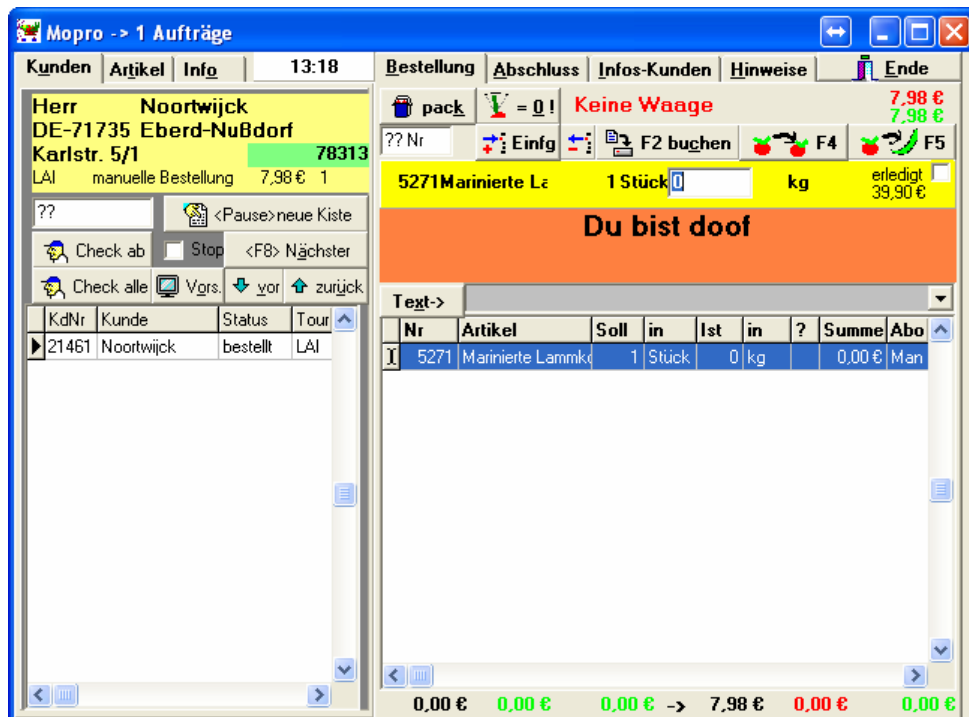 Mopro -> 1 Aufträge
Kunden Artikel Info 13:18
Herr Noortwijck
DE-71735 Eberd-Nußdorf
Karlstr. 5/1 78313
LAI manuelle Bestellung 7,98 € 1
?? <Pause>neue Kiste
Check ab Stop <F8> Nächster
Check alle Vors. vor zurück
KdNr Kunde Status Tour
21461 Noortwijck bestellt LAI
Bestellung Abschluss Infos-Kunden Hinweise Ende
pack = 0 ! Keine Waage 7,98 €
7,98 €
?? Nr Einfg F2 buchen F4 F5
5271 Marinierte La 1 Stück 0 kg erledigt
39,90 €
Du bist doof
Text->
Nr Artikel Soll in Ist in ? Summe Abo
5271 Marinierte Lammk 1 Stück 0 kg 0,00 € Man
0,00 € 0,00 € 0,00 € -> 7,98 € 0,00 € 0,00 €